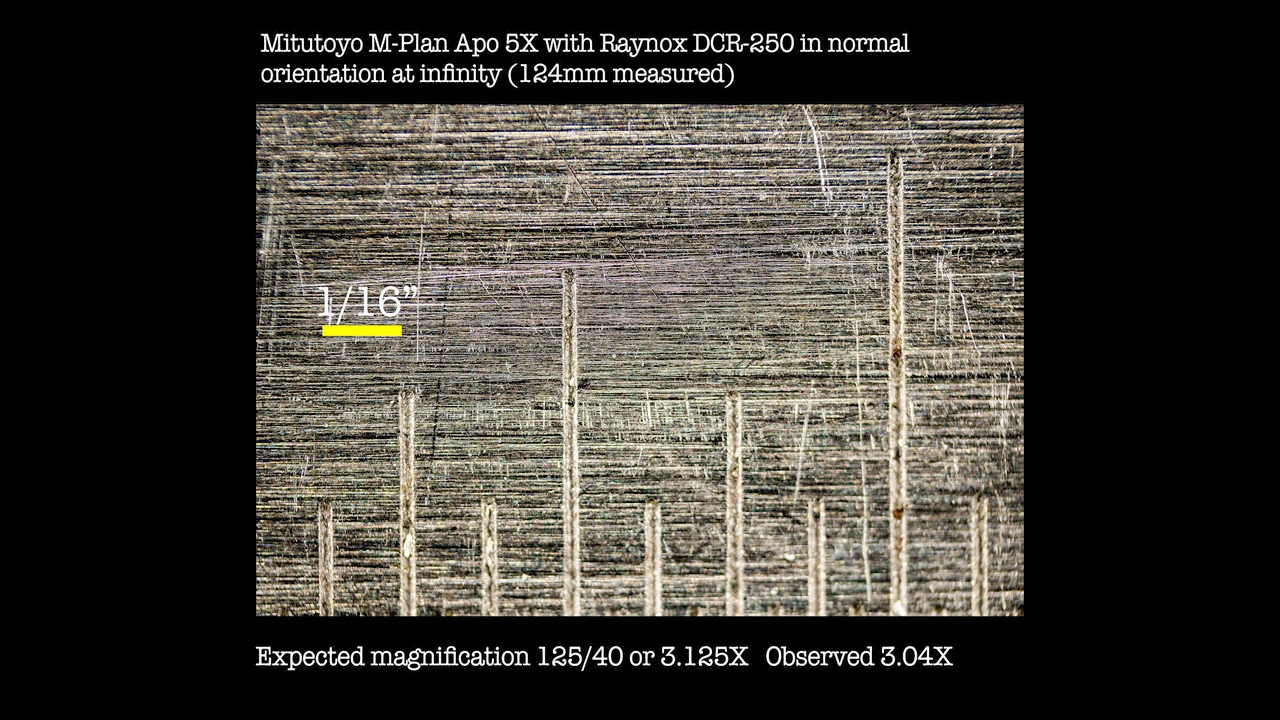 Mitutoyo M-Plan Apo 5X with Raynox DCR-250 in normal
orientation at infinity (124mm measured)
1/16”
Expected magnification 125/40 or 3.125X Observed 3.04X